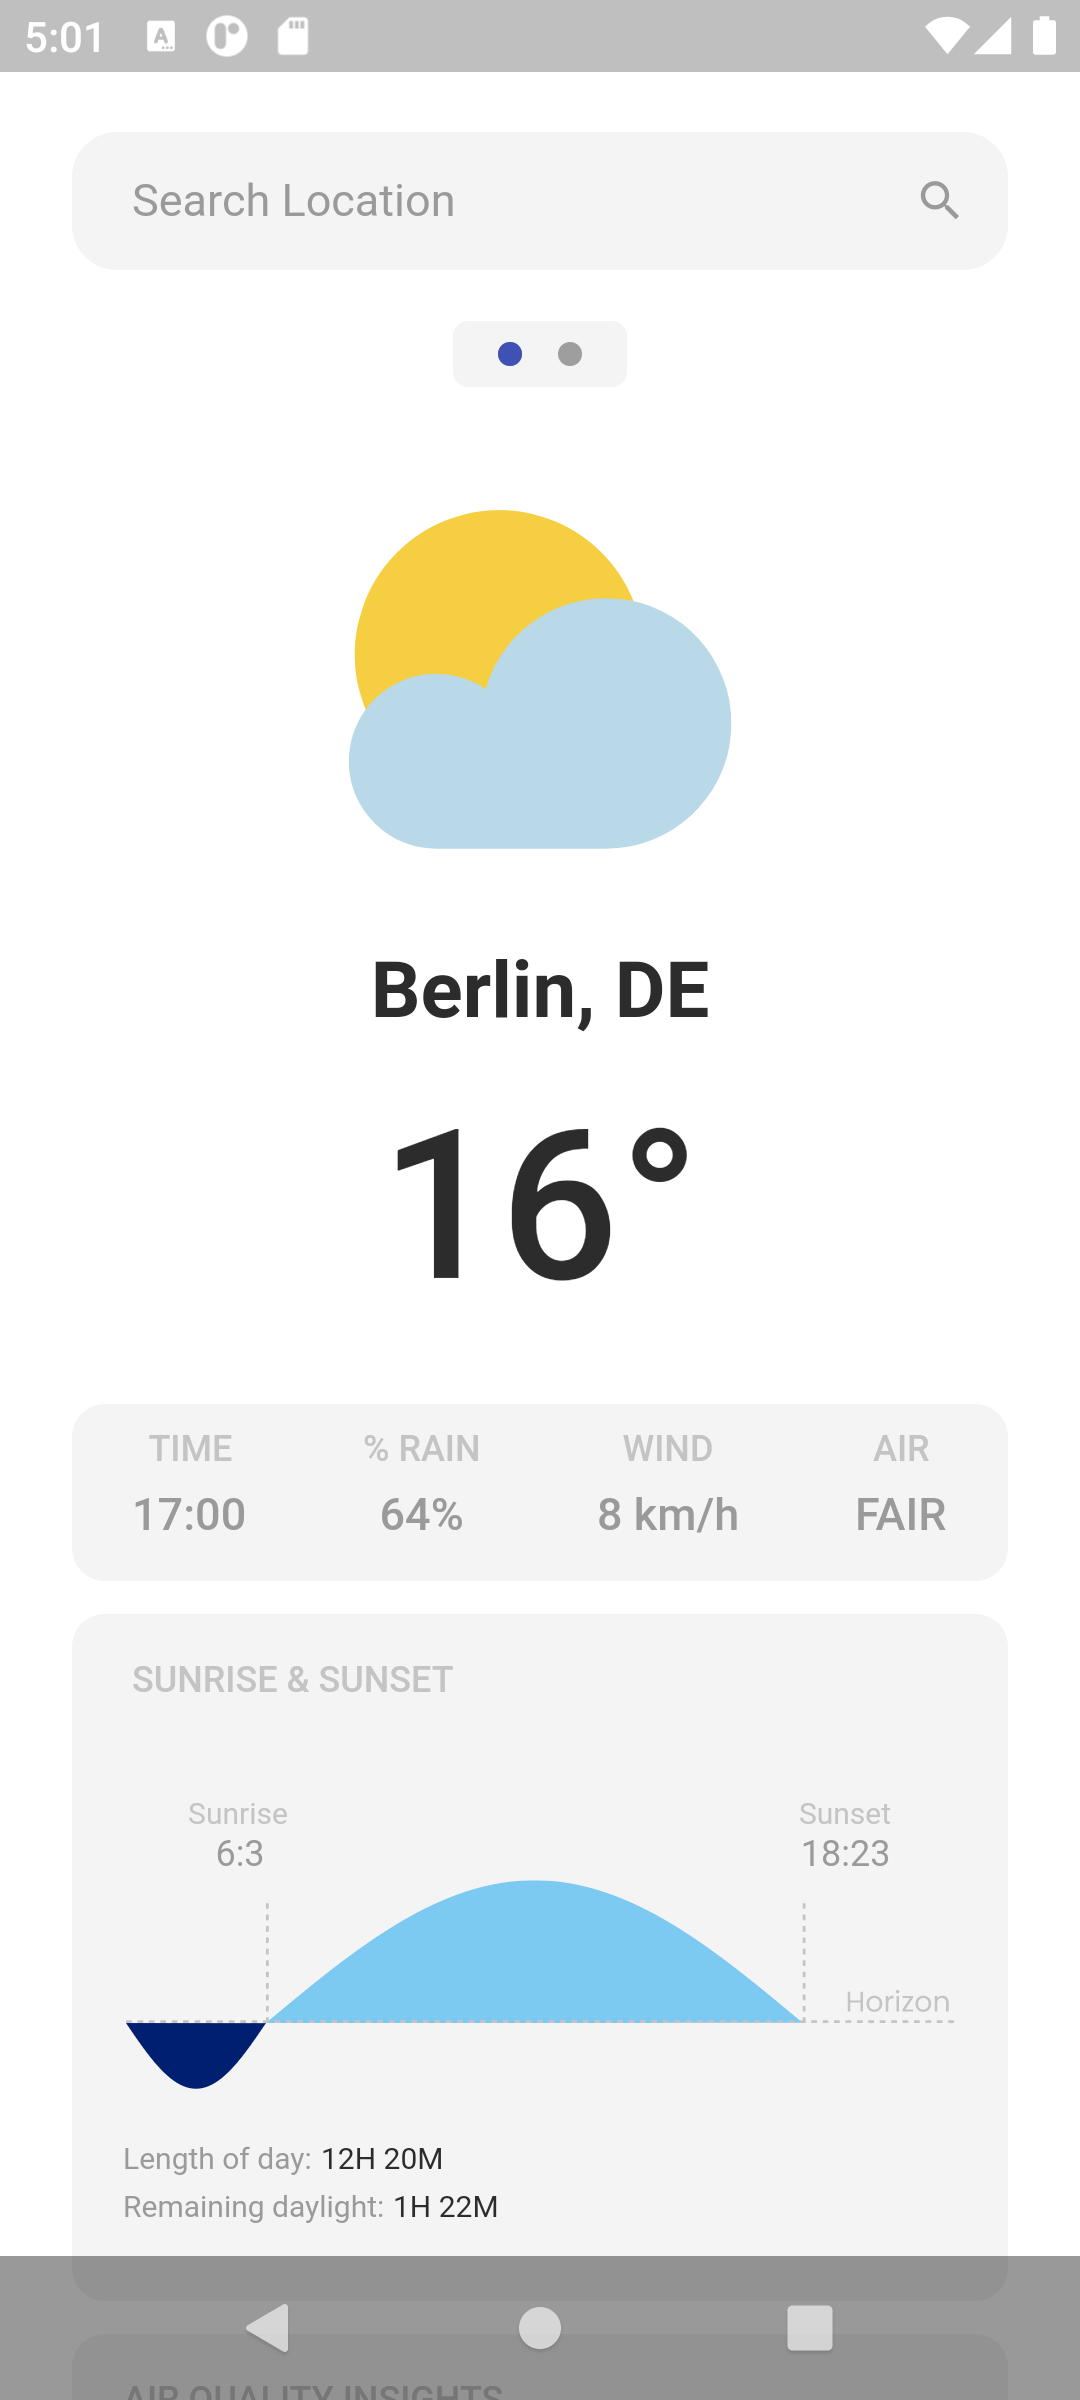 5:01
Search Location
Berlin, DE
16°
TIME % RAIN WIND AIR
17:00 64% 8 km/h FAIR
SUNRISE & SUNSET
Sunrise Sunset
6:3 18:23
Horizon
Length of day: 12H 20M
Remaining daylight: 1H 22M
AIR QUALITY INSIGHTS